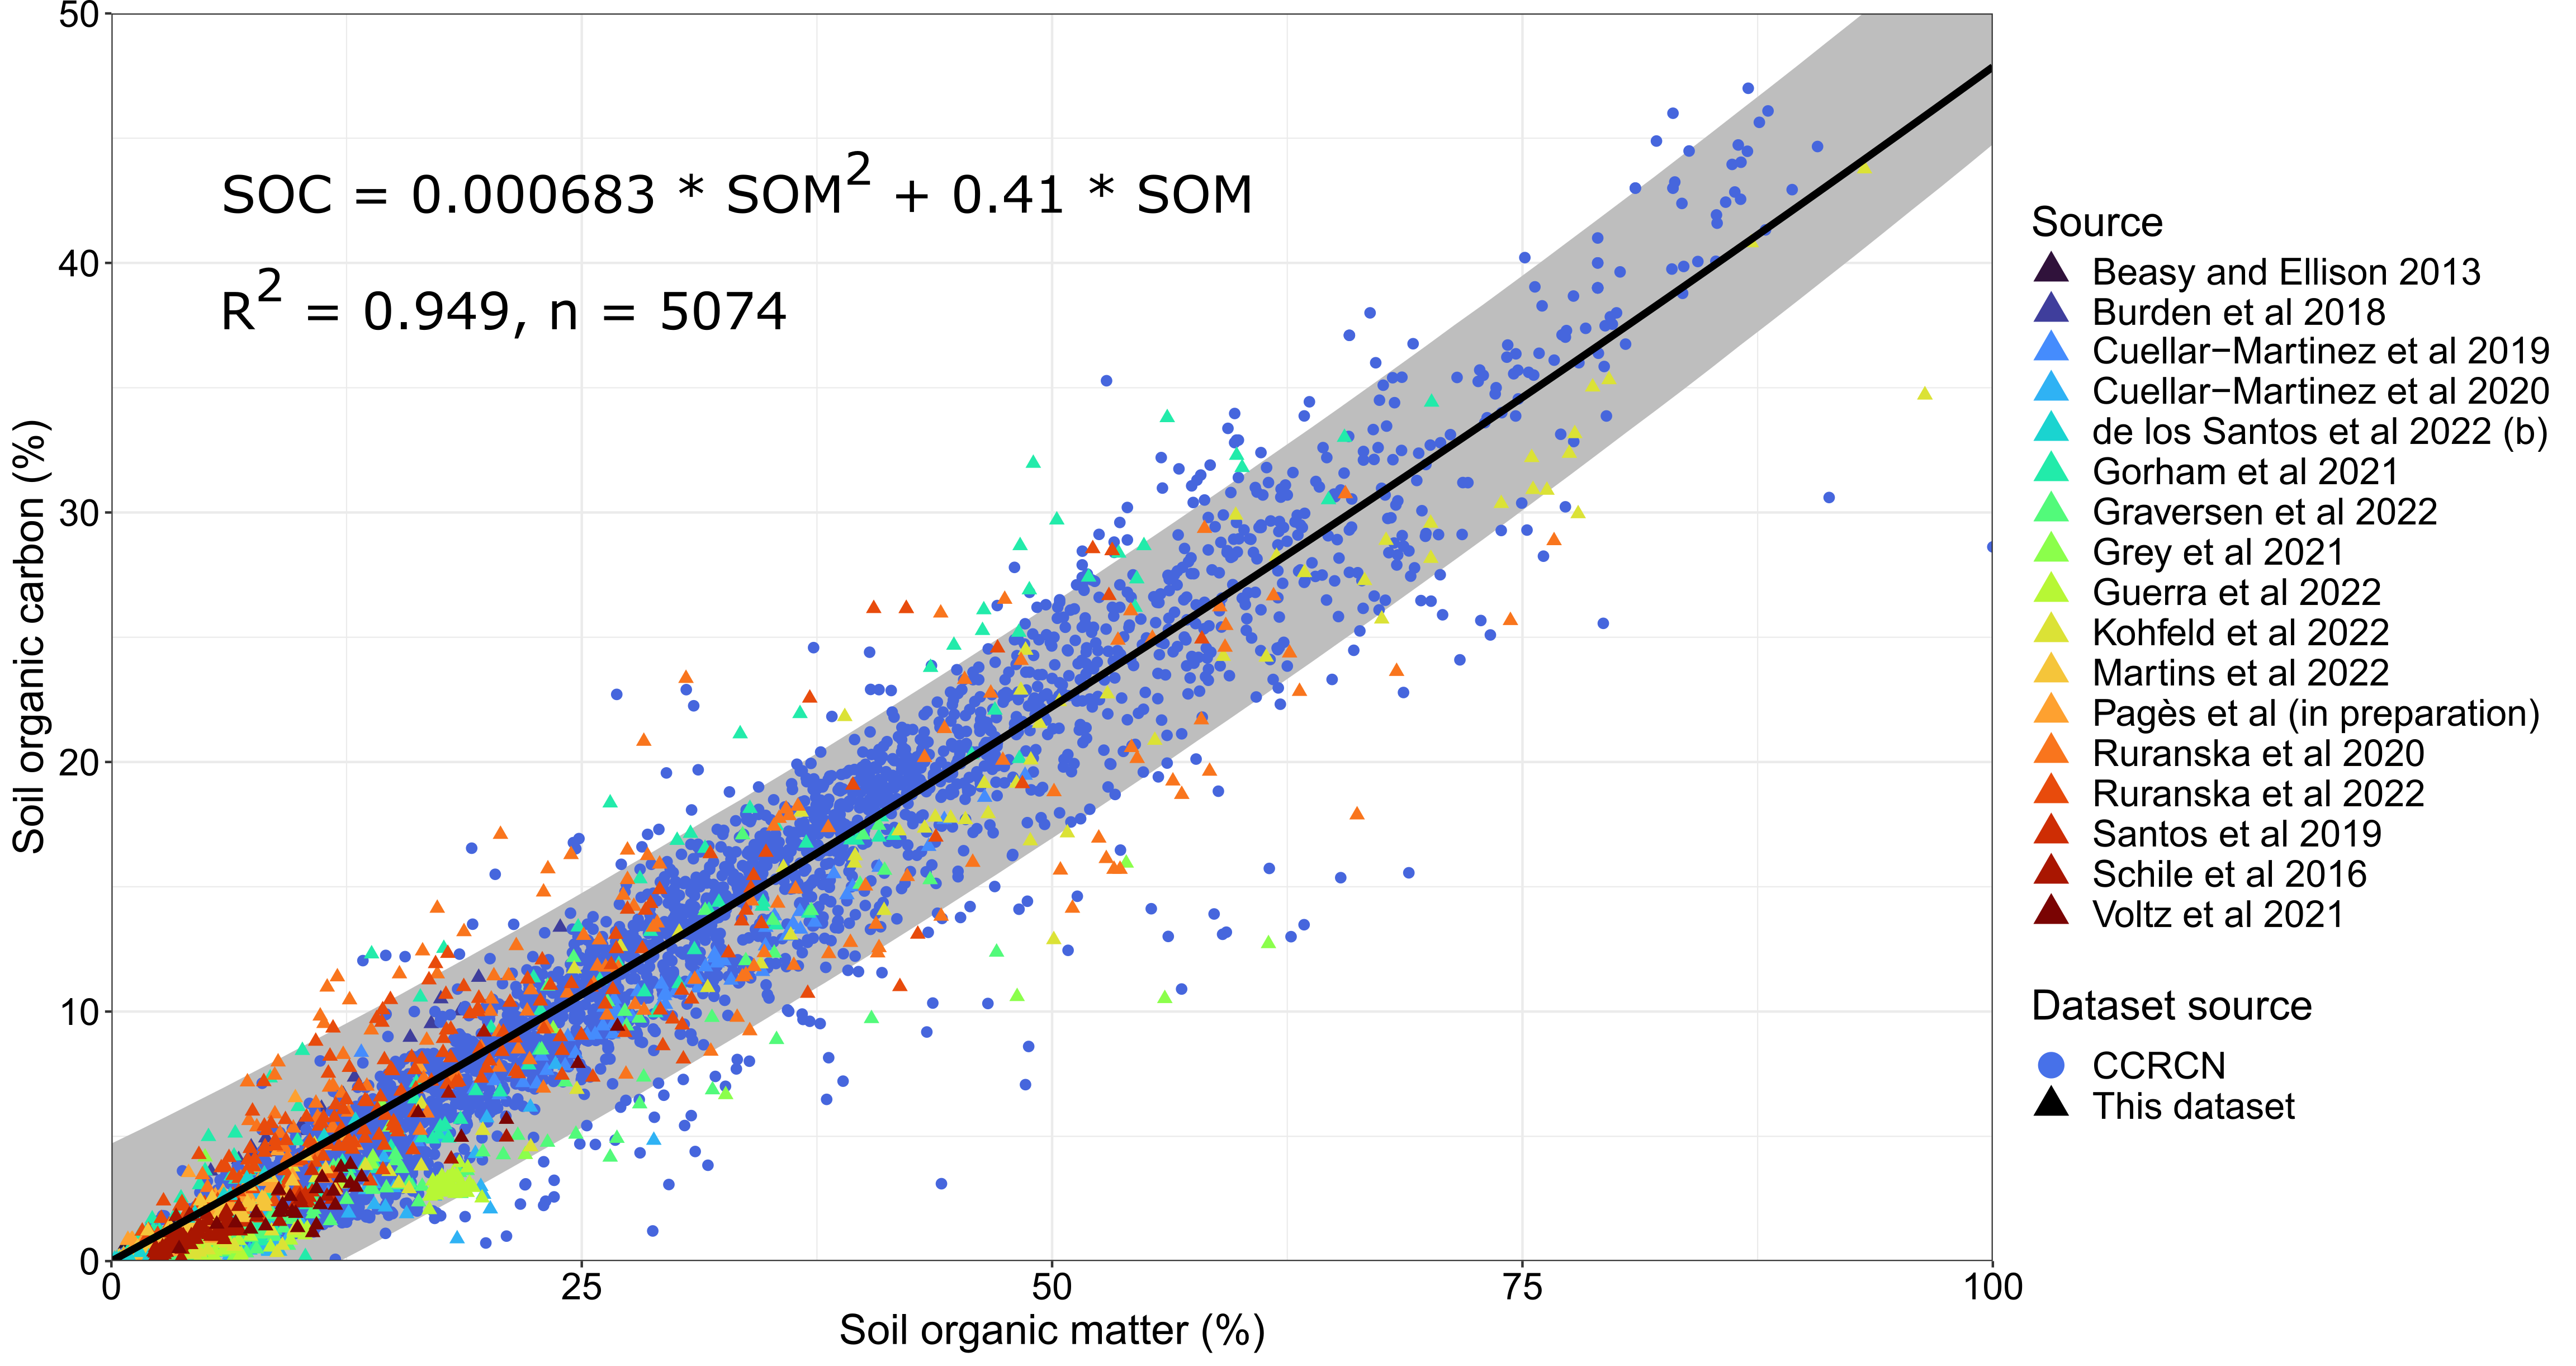 50
40
30
20
10
0
Soil organic carbon (%)
SOC = 0.000683 * SOM² + 0.41 * SOM
R² = 0.949, n = 5074
0 25 50 75 100
Soil organic matter (%)
Source
Beasy and Ellison 2013
Burden et al 2018
Cuellar−Martinez et al 2019
Cuellar−Martinez et al 2020
de los Santos et al 2022 (b)
Gorham et al 2021
Graversen et al 2022
Grey et al 2021
Guerra et al 2022
Kohfeld et al 2022
Martins et al 2022
Pagès et al (in preparation)
Ruranska et al 2020
Ruranska et al 2022
Santos et al 2019
Schile et al 2016
Voltz et al 2021
Dataset source
CCRCN
This dataset